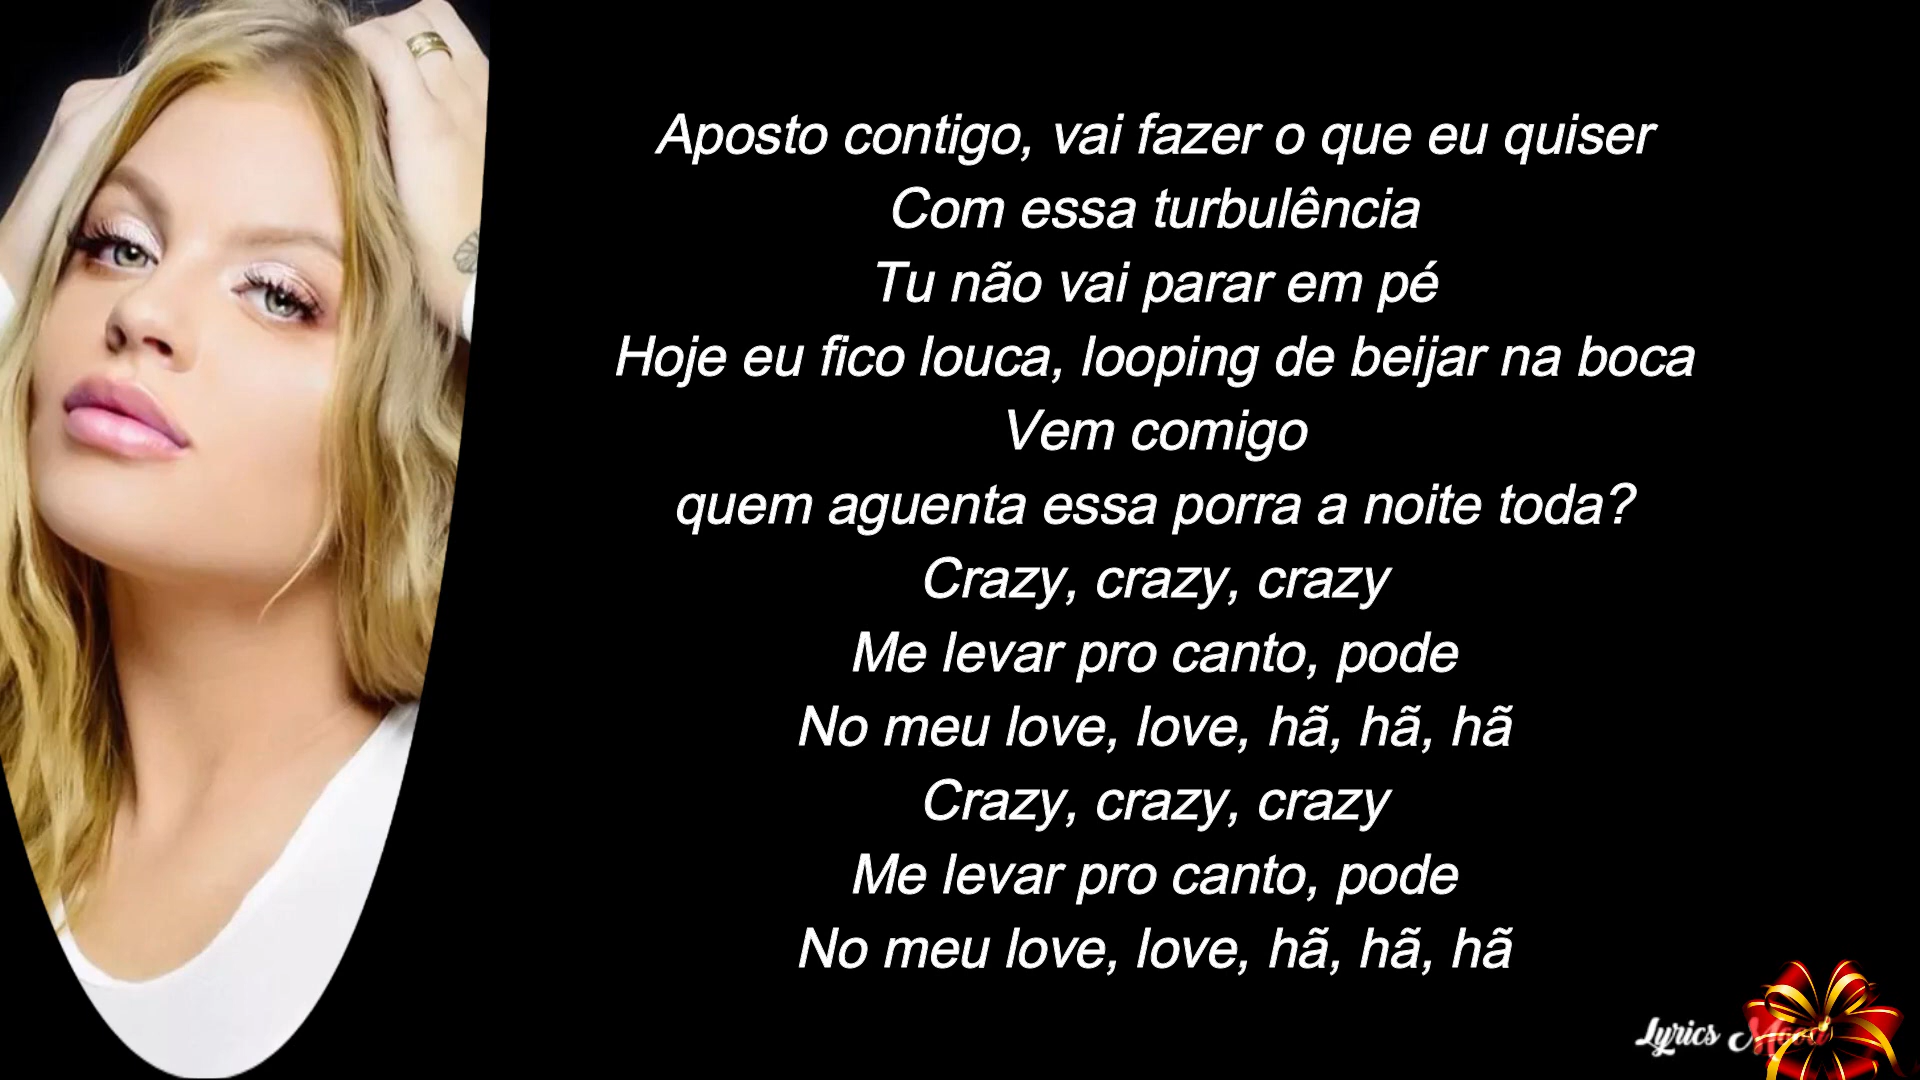 Aposto contigo, vai fazer o que eu quiser
Com essa turbulência
Tu não vai parar em pé
Hoje eu fico louca, looping de beijar na boca
Vem comigo
quem aguenta essa porra a noite toda?
Crazy, crazy, crazy
Me levar pro canto, pode
No meu love, love, hã, hã, hã
Crazy, crazy, crazy
Me levar pro canto, pode
No meu love, love, hã, hã, hã
Lyrics Mood